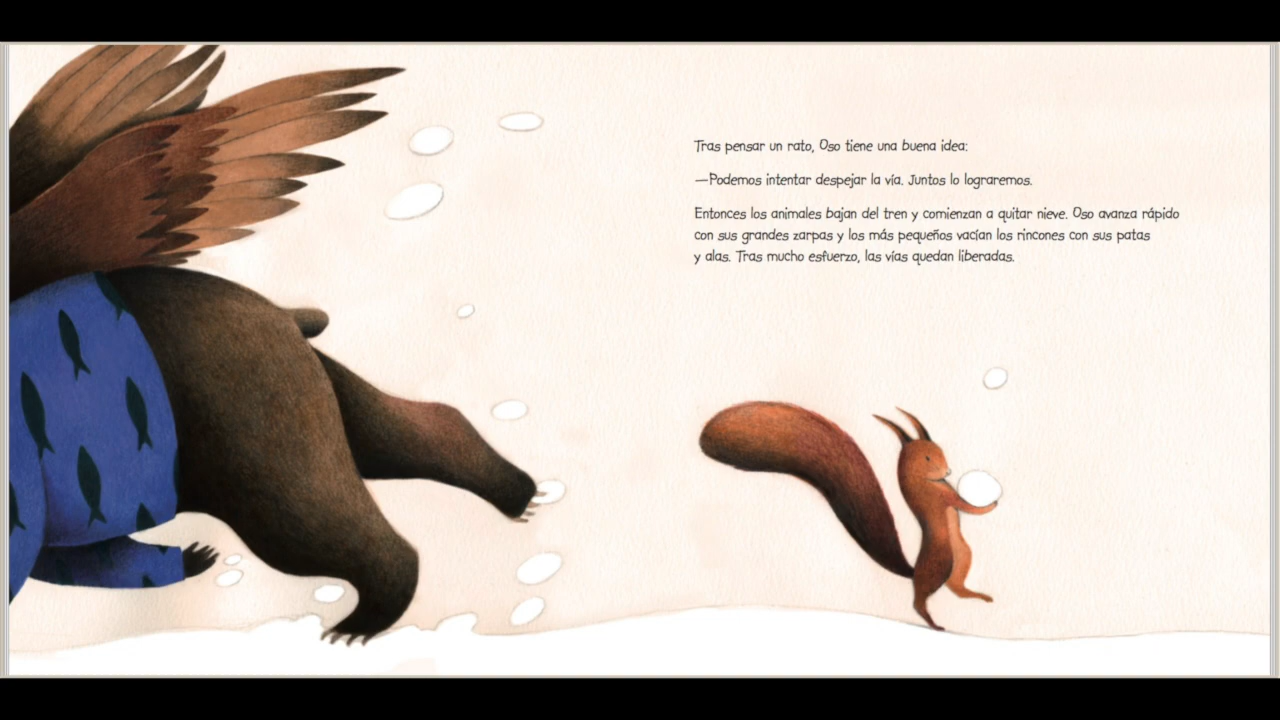 Tras pensar un rato, Oso tiene una buena idea:
—Podemos intentar despejar la vía. Juntos lo lograremos.
Entonces los animales bajan del tren y comienzan a quitar nieve. Oso avanza rápido
con sus grandes zarpas y los más pequeños vacían los rincones con sus patas
y alas. Tras mucho esfuerzo, las vías quedan liberadas.